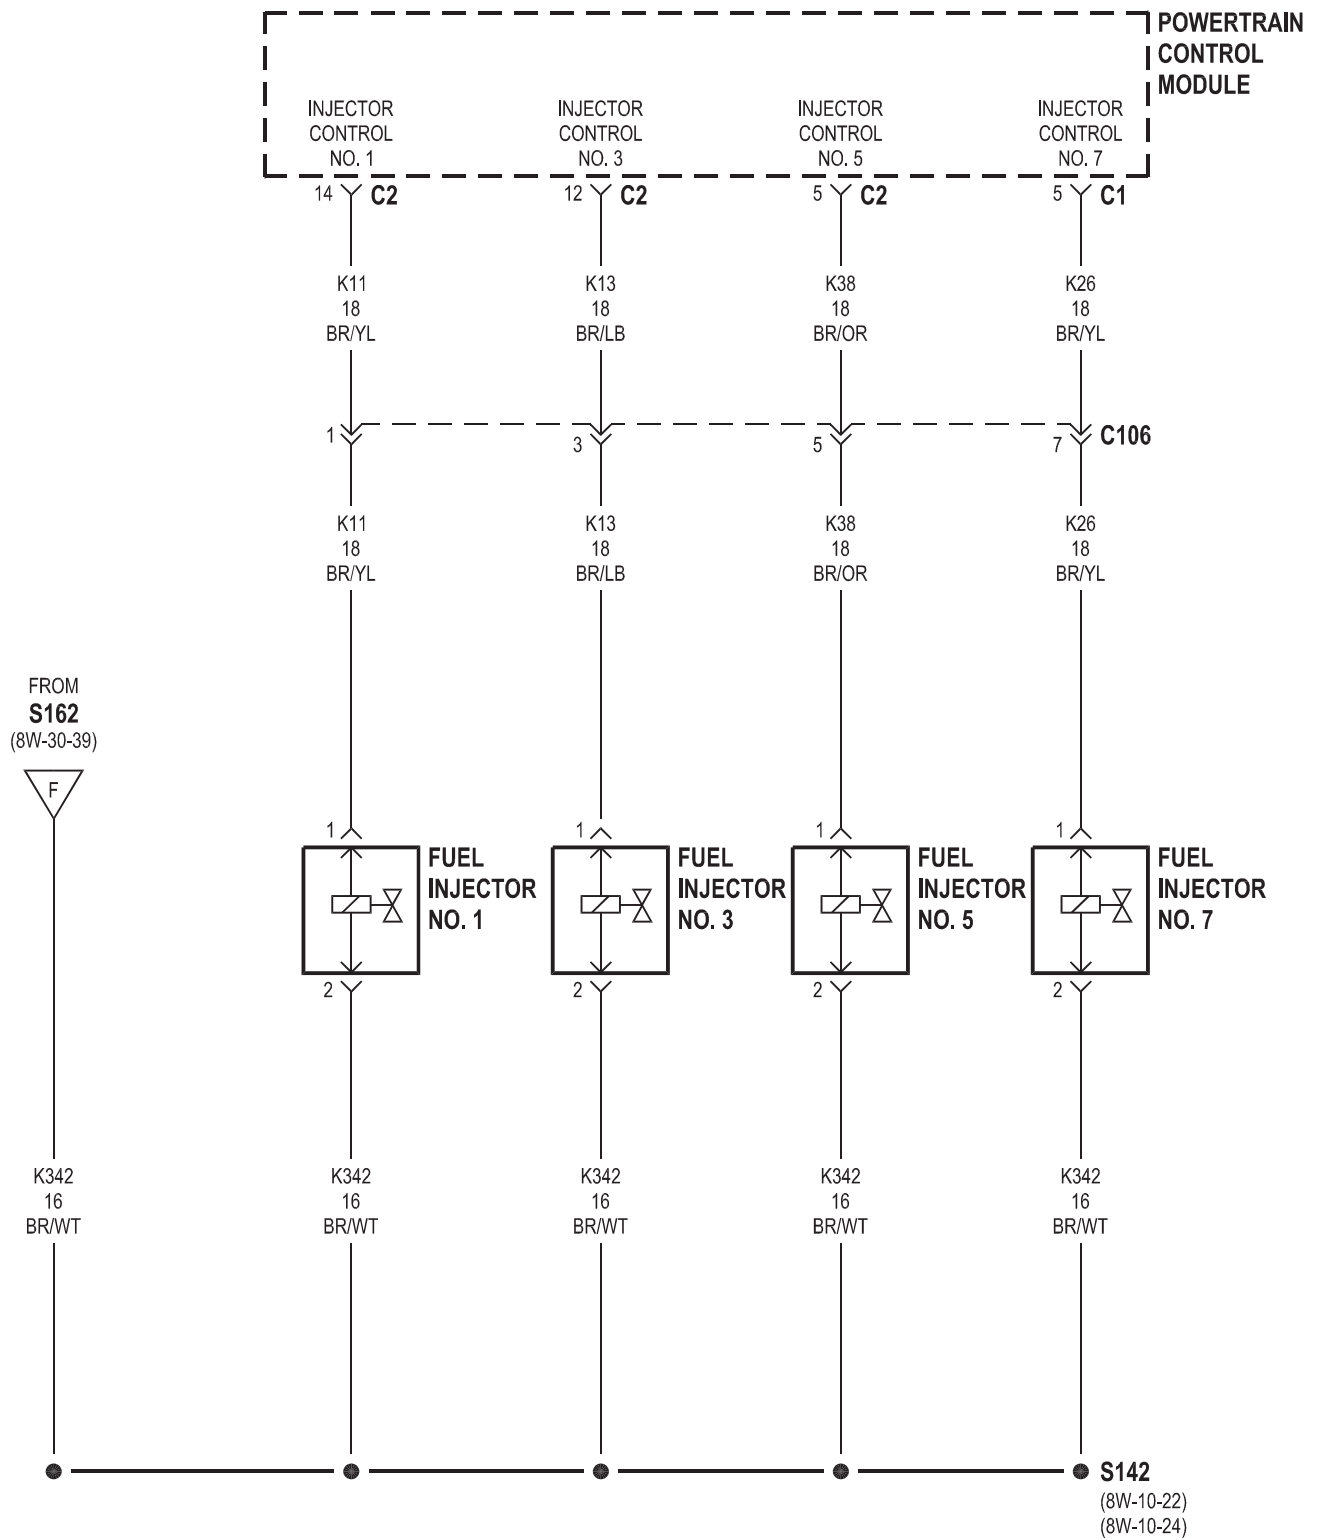 POWERTRAIN
CONTROL
MODULE
INJECTOR
CONTROL
NO. 1
INJECTOR
CONTROL
NO. 3
INJECTOR
CONTROL
NO. 5
INJECTOR
CONTROL
NO. 7
14 C2
12 C2
5 C2
5 C1
K11
18
BR/YL
K13
18
BR/LB
K38
18
BR/OR
K26
18
BR/YL
1
3
5
7
C106
K11
18
BR/YL
K13
18
BR/LB
K38
18
BR/OR
K26
18
BR/YL
FROM
S162
(8W-30-39)
F
1
FUEL
INJECTOR
NO. 1
2
1
FUEL
INJECTOR
NO. 3
2
1
FUEL
INJECTOR
NO. 5
2
1
FUEL
INJECTOR
NO. 7
2
K342
16
BR/WT
K342
16
BR/WT
K342
16
BR/WT
K342
16
BR/WT
K342
16
BR/WT
S142
(8W-10-22)
(8W-10-24)